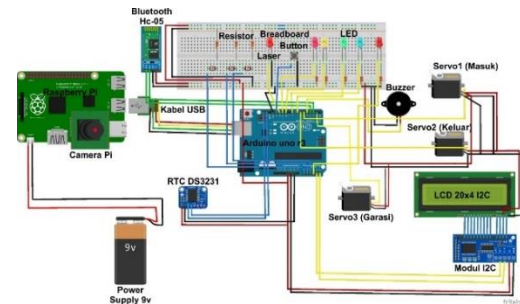 Bluetooth
Hc-05
Resistor
Breadboard
Button
LED
Laser
Raspberry Pi
Kabel USB
Camera Pi
Arduino uno r3
Buzzer
Servo1 (Masuk)
Servo2 (Keluar)
RTC DS3231
Servo3 (Garasi)
LCD 20x4 I2C
Modul I2C
9v
Power
Supply 9v